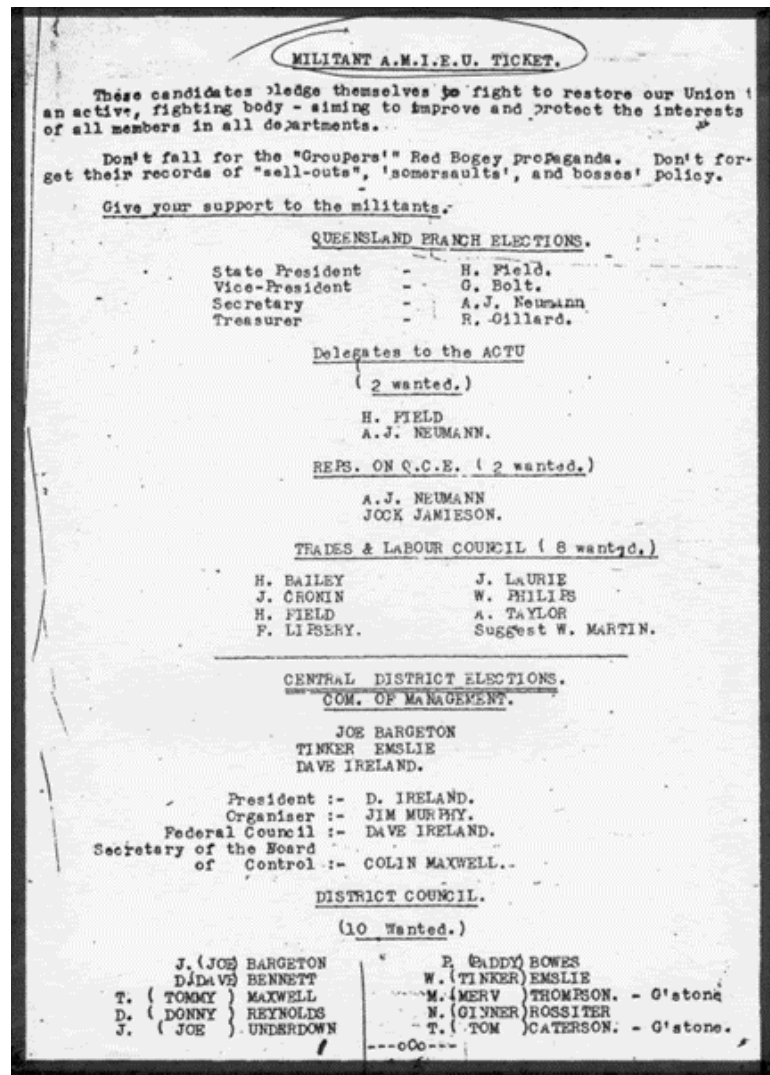 MILITANT A.M.I.E.U. TICKET.
These candidates pledge themselves to fight to restore our Union
an active, fighting body - aiming to improve and protect the interests
of all members in all departments.
Don't fall for the "Groupers'" Red Bogey propaganda. Don't for-
get their records of "sell-outs", 'somersaults', and bosses' policy.
Give your support to the militants.
QUEENSLAND BRANCH ELECTIONS.
State President - H. Field.
Vice-President - G. Bolt.
Secretary - A.J. Neumann
Treasurer - R. Gillard.
Delegates to the ACTU
( 2 wanted.)
H. FIELD
A.J. NEUMANN.
REPS. ON Q.C.E. ( 2 wanted.)
A.J. NEUMANN
JOCK JAMIESON.
TRADES & LABOUR COUNCIL ( 8 wanted.)
H. BAILEY J. LAURIE
J. CRONIN W. PHILIPS
H. FIELD A. TAYLOR
F. LIPSERY. Suggest W. MARTIN.
CENTRAL DISTRICT ELECTIONS.
COM. OF MANAGEMENT.
JOE BARGETON
TINKER EMSLIE
DAVE IRELAND.
President :- D. IRELAND.
Organiser :- JIM MURPHY.
Federal Council :- DAVE IRELAND.
Secretary of the Board
of Control :- COLIN MAXWELL.
DISTRICT COUNCIL.
(10 Wanted.)
J. (JOE) BARGETON P. (PADDY) BOWES
D. (DAVE) BENNETT W. (TINKER) EMSLIE
T. ( TOMMY ) MAXWELL M. (MERV ) THOMPSON. - G'stone
D. ( DONNY ) REYNOLDS N. (GINNER) ROSSITER
J. ( JOE ) UNDERDOWN T. ( TOM ) CATERSON. - G'stone.
---oOo---